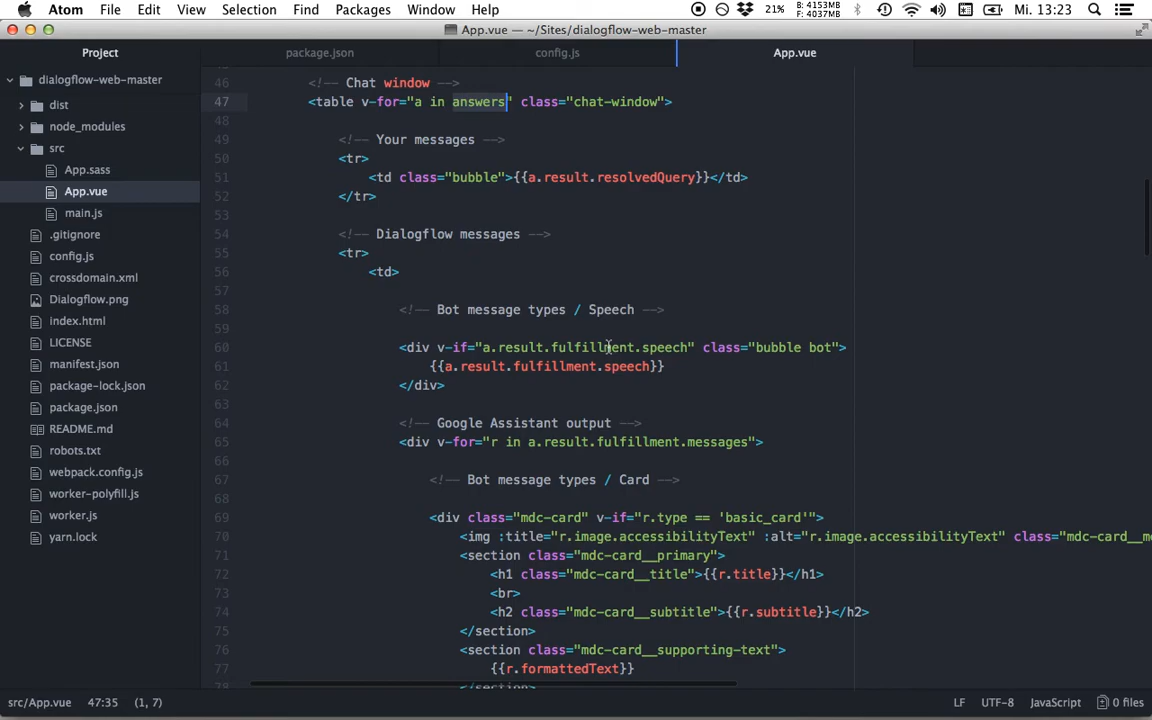 Atom File Edit View Selection Find Packages Window Help 21% B: 4153MB F: 4037MB Mi. 13:23
App.vue — ~/Sites/dialogflow-web-master
Project
package.json
config.js
App.vue
dialogflow-web-master
dist
node_modules
src
App.sass
App.vue
main.js
.gitignore
config.js
crossdomain.xml
Dialogflow.png
index.html
LICENSE
manifest.json
package-lock.json
package.json
README.md
robots.txt
webpack.config.js
worker-polyfill.js
worker.js
yarn.lock
46 <!-- Chat window -->
47 <table v-for="a in answers" class="chat-window">
48
49 <!-- Your messages -->
50 <tr>
51 <td class="bubble">{{a.result.resolvedQuery}}</td>
52 </tr>
53
54 <!-- Dialogflow messages -->
55 <tr>
56 <td>
57
58 <!-- Bot message types / Speech -->
59
60 <div v-if="a.result.fulfillment.speech" class="bubble bot">
61 {{a.result.fulfillment.speech}}
62 </div>
63
64 <!-- Google Assistant output -->
65 <div v-for="r in a.result.fulfillment.messages">
66
67 <!-- Bot message types / Card -->
68
69 <div class="mdc-card" v-if="r.type == 'basic_card'">
70 <img :title="r.image.accessibilityText" :alt="r.image.accessibilityText" class="mdc-card__m
71 <section class="mdc-card__primary">
72 <h1 class="mdc-card__title">{{r.title}}</h1>
73 <br>
74 <h2 class="mdc-card__subtitle">{{r.subtitle}}</h2>
75 </section>
76 <section class="mdc-card__supporting-text">
77 {{r.formattedText}}
78 </section>
src/App.vue 47:35 (1, 7) LF UTF-8 JavaScript 0 files